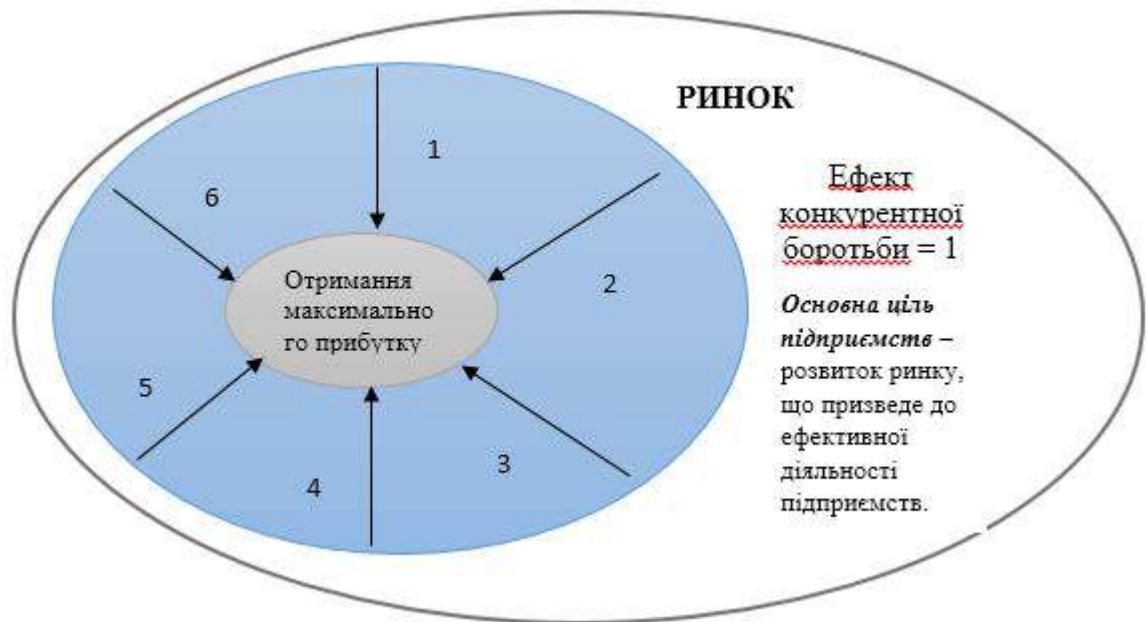 РИНОК
1
6
Ефект
конкурентної
боротьби = 1
2
Отримання
максимально
го прибутку
Основна ціль
підприємств –
розвиток ринку,
що призведе до
ефективної
діяльності
підприємств.
5
3
4